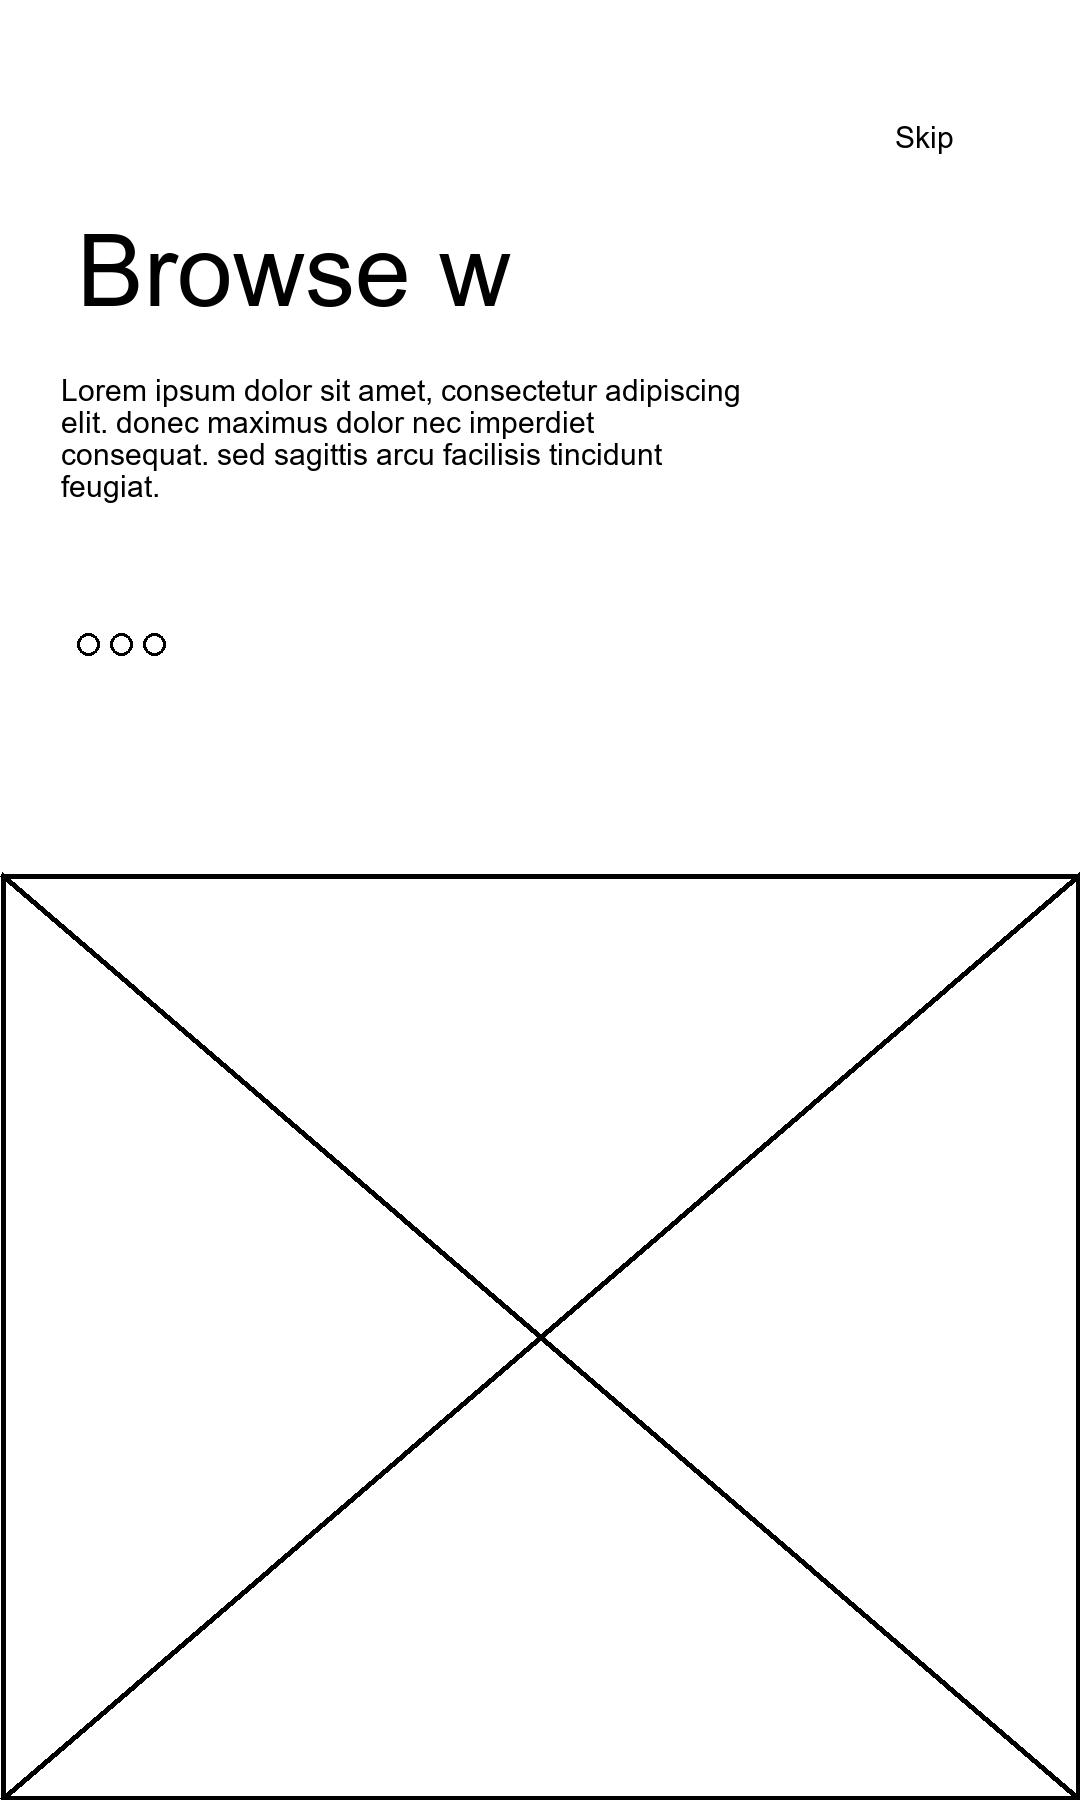 Skip
Browse w
Lorem ipsum dolor sit amet, consectetur adipiscing
elit. donec maximus dolor nec imperdiet
consequat. sed sagittis arcu facilisis tincidunt
feugiat.